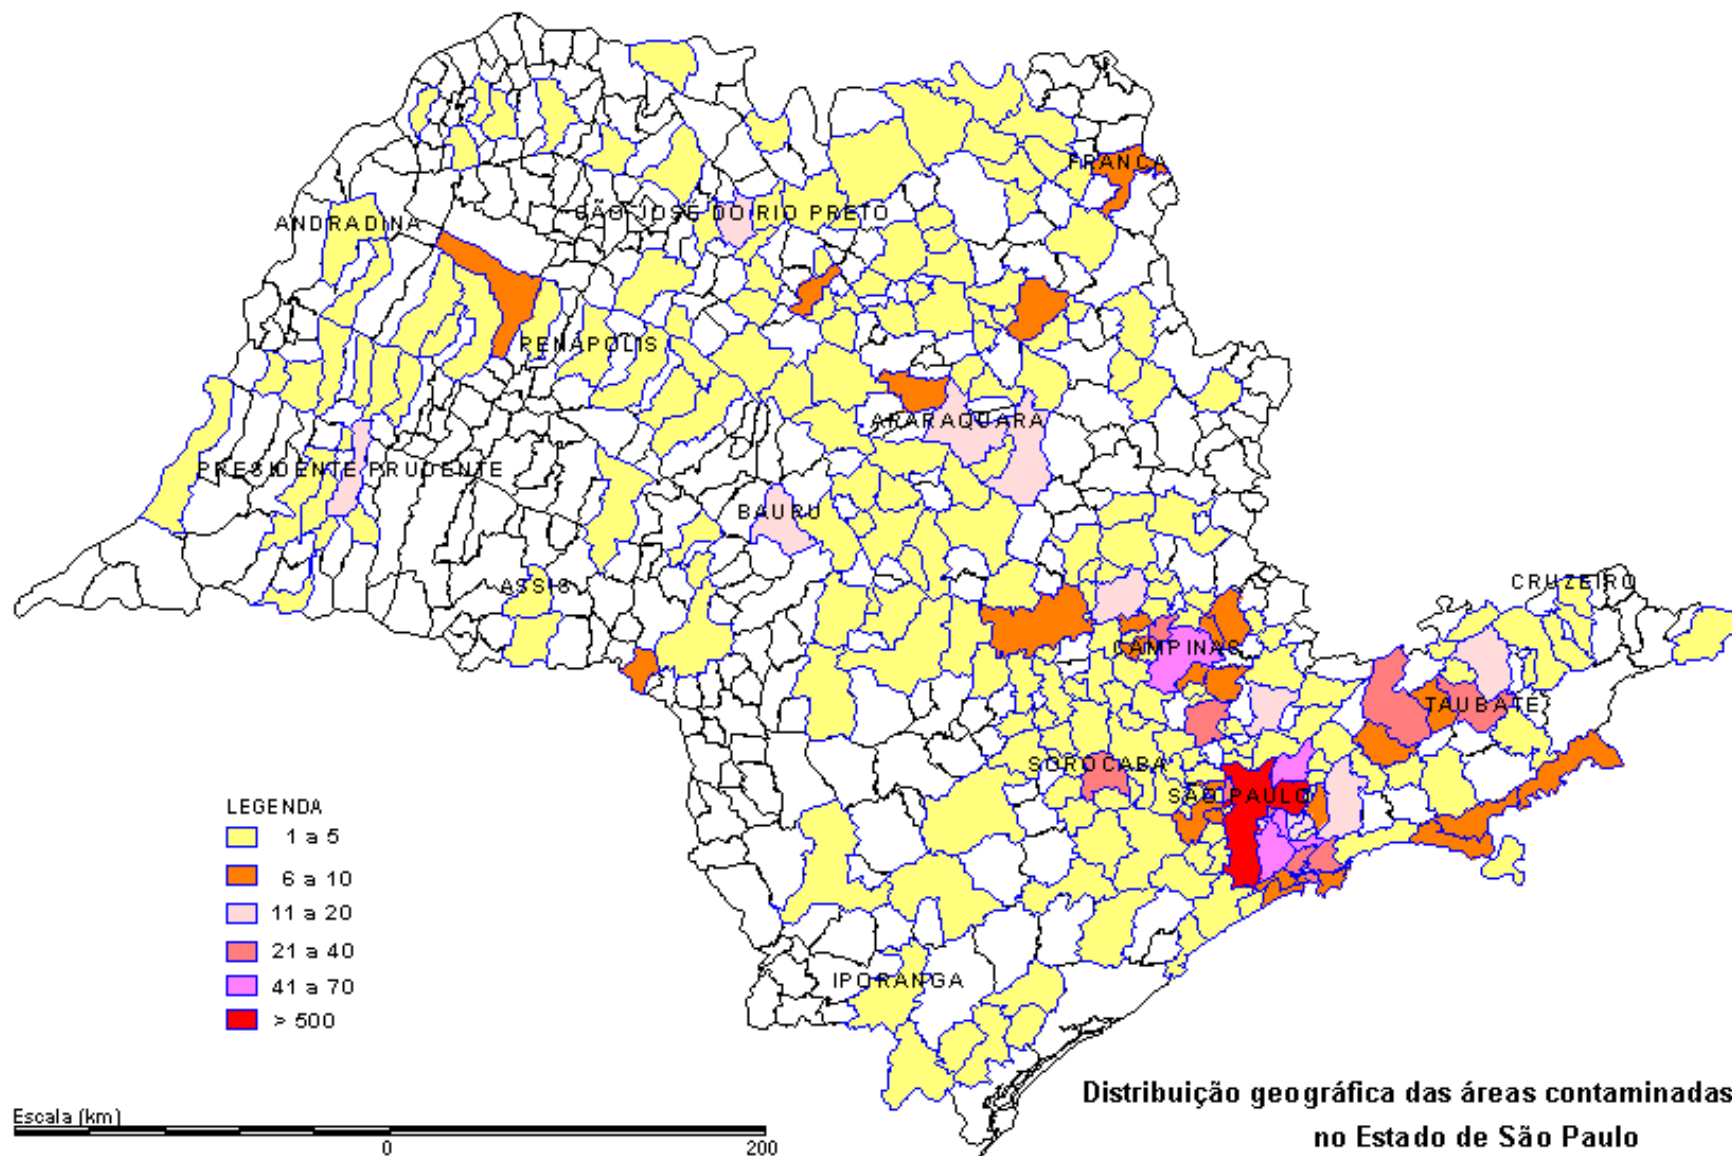 FRANCA
SÃO JOSÉ DO RIO PRETO
ANDRADINA
PENÁPOLIS
ARARAQUARA
PRESIDENTE PRUDENTE
BAURU
ASSIS
CRUZEIRO
CAMPINAS
TAUBATÉ
SOROCABA
SÃO PAULO
LEGENDA
1 a 5
6 a 10
11 a 20
21 a 40
41 a 70
> 500
IPORANGA
Distribuição geográfica das áreas contaminadas
no Estado de São Paulo
Escala (km)
0 200